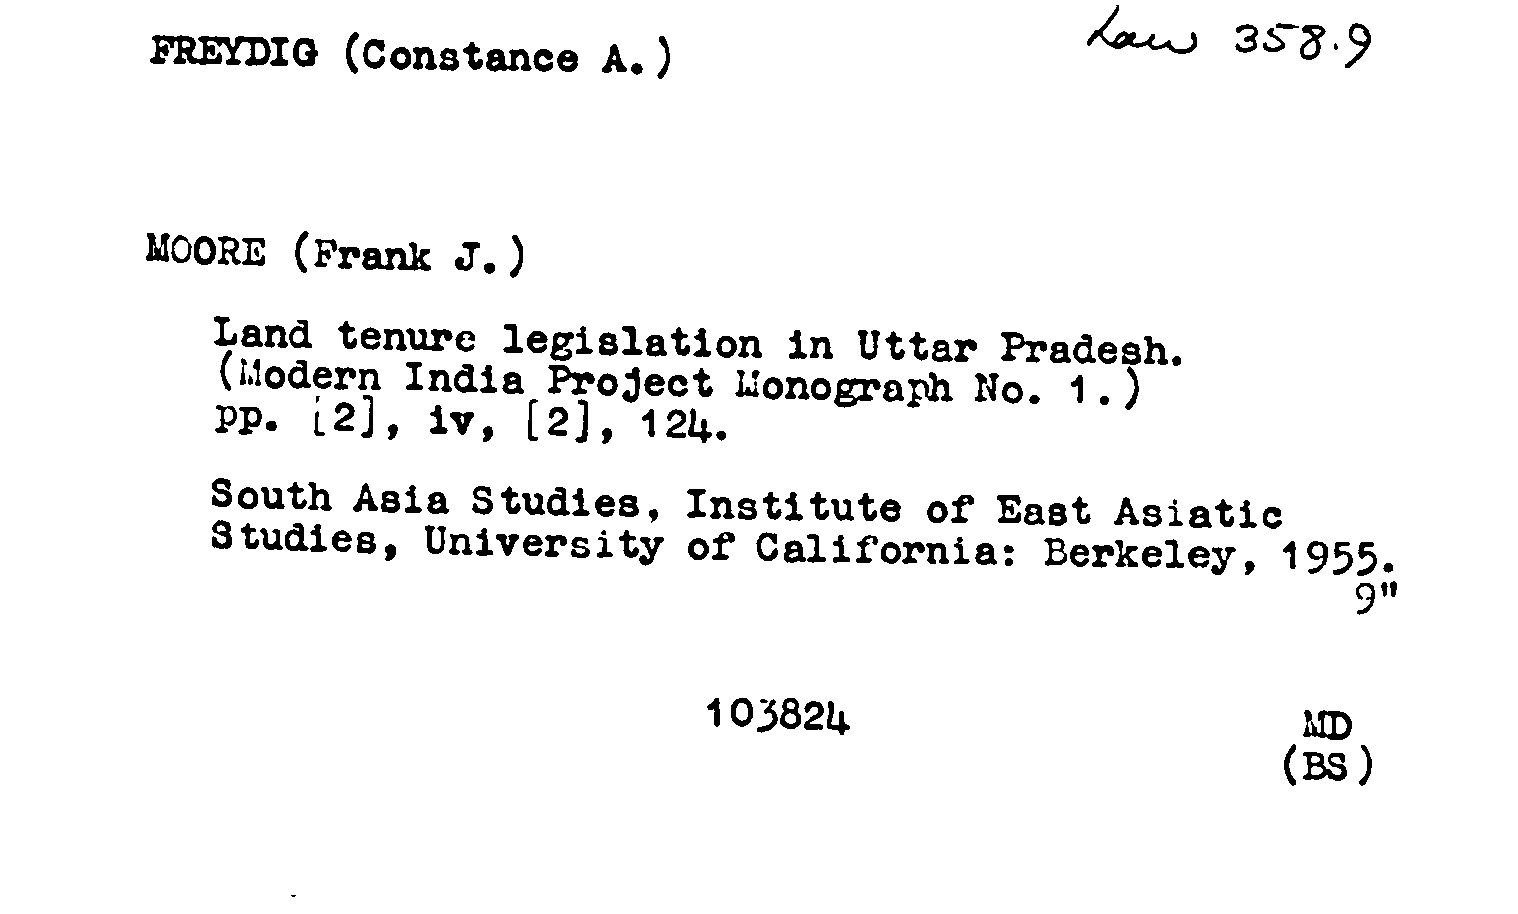 FREYDIG (Constance A.)
Law 358.9
MOORE (Frank J.)
Land tenure legislation in Uttar Pradesh.
(Modern India Project Monograph No. 1.)
pp. [2], iv, [2], 124.
South Asia Studies, Institute of East Asiatic
Studies, University of California: Berkeley, 1955.
9"
103824
MD
(BS)